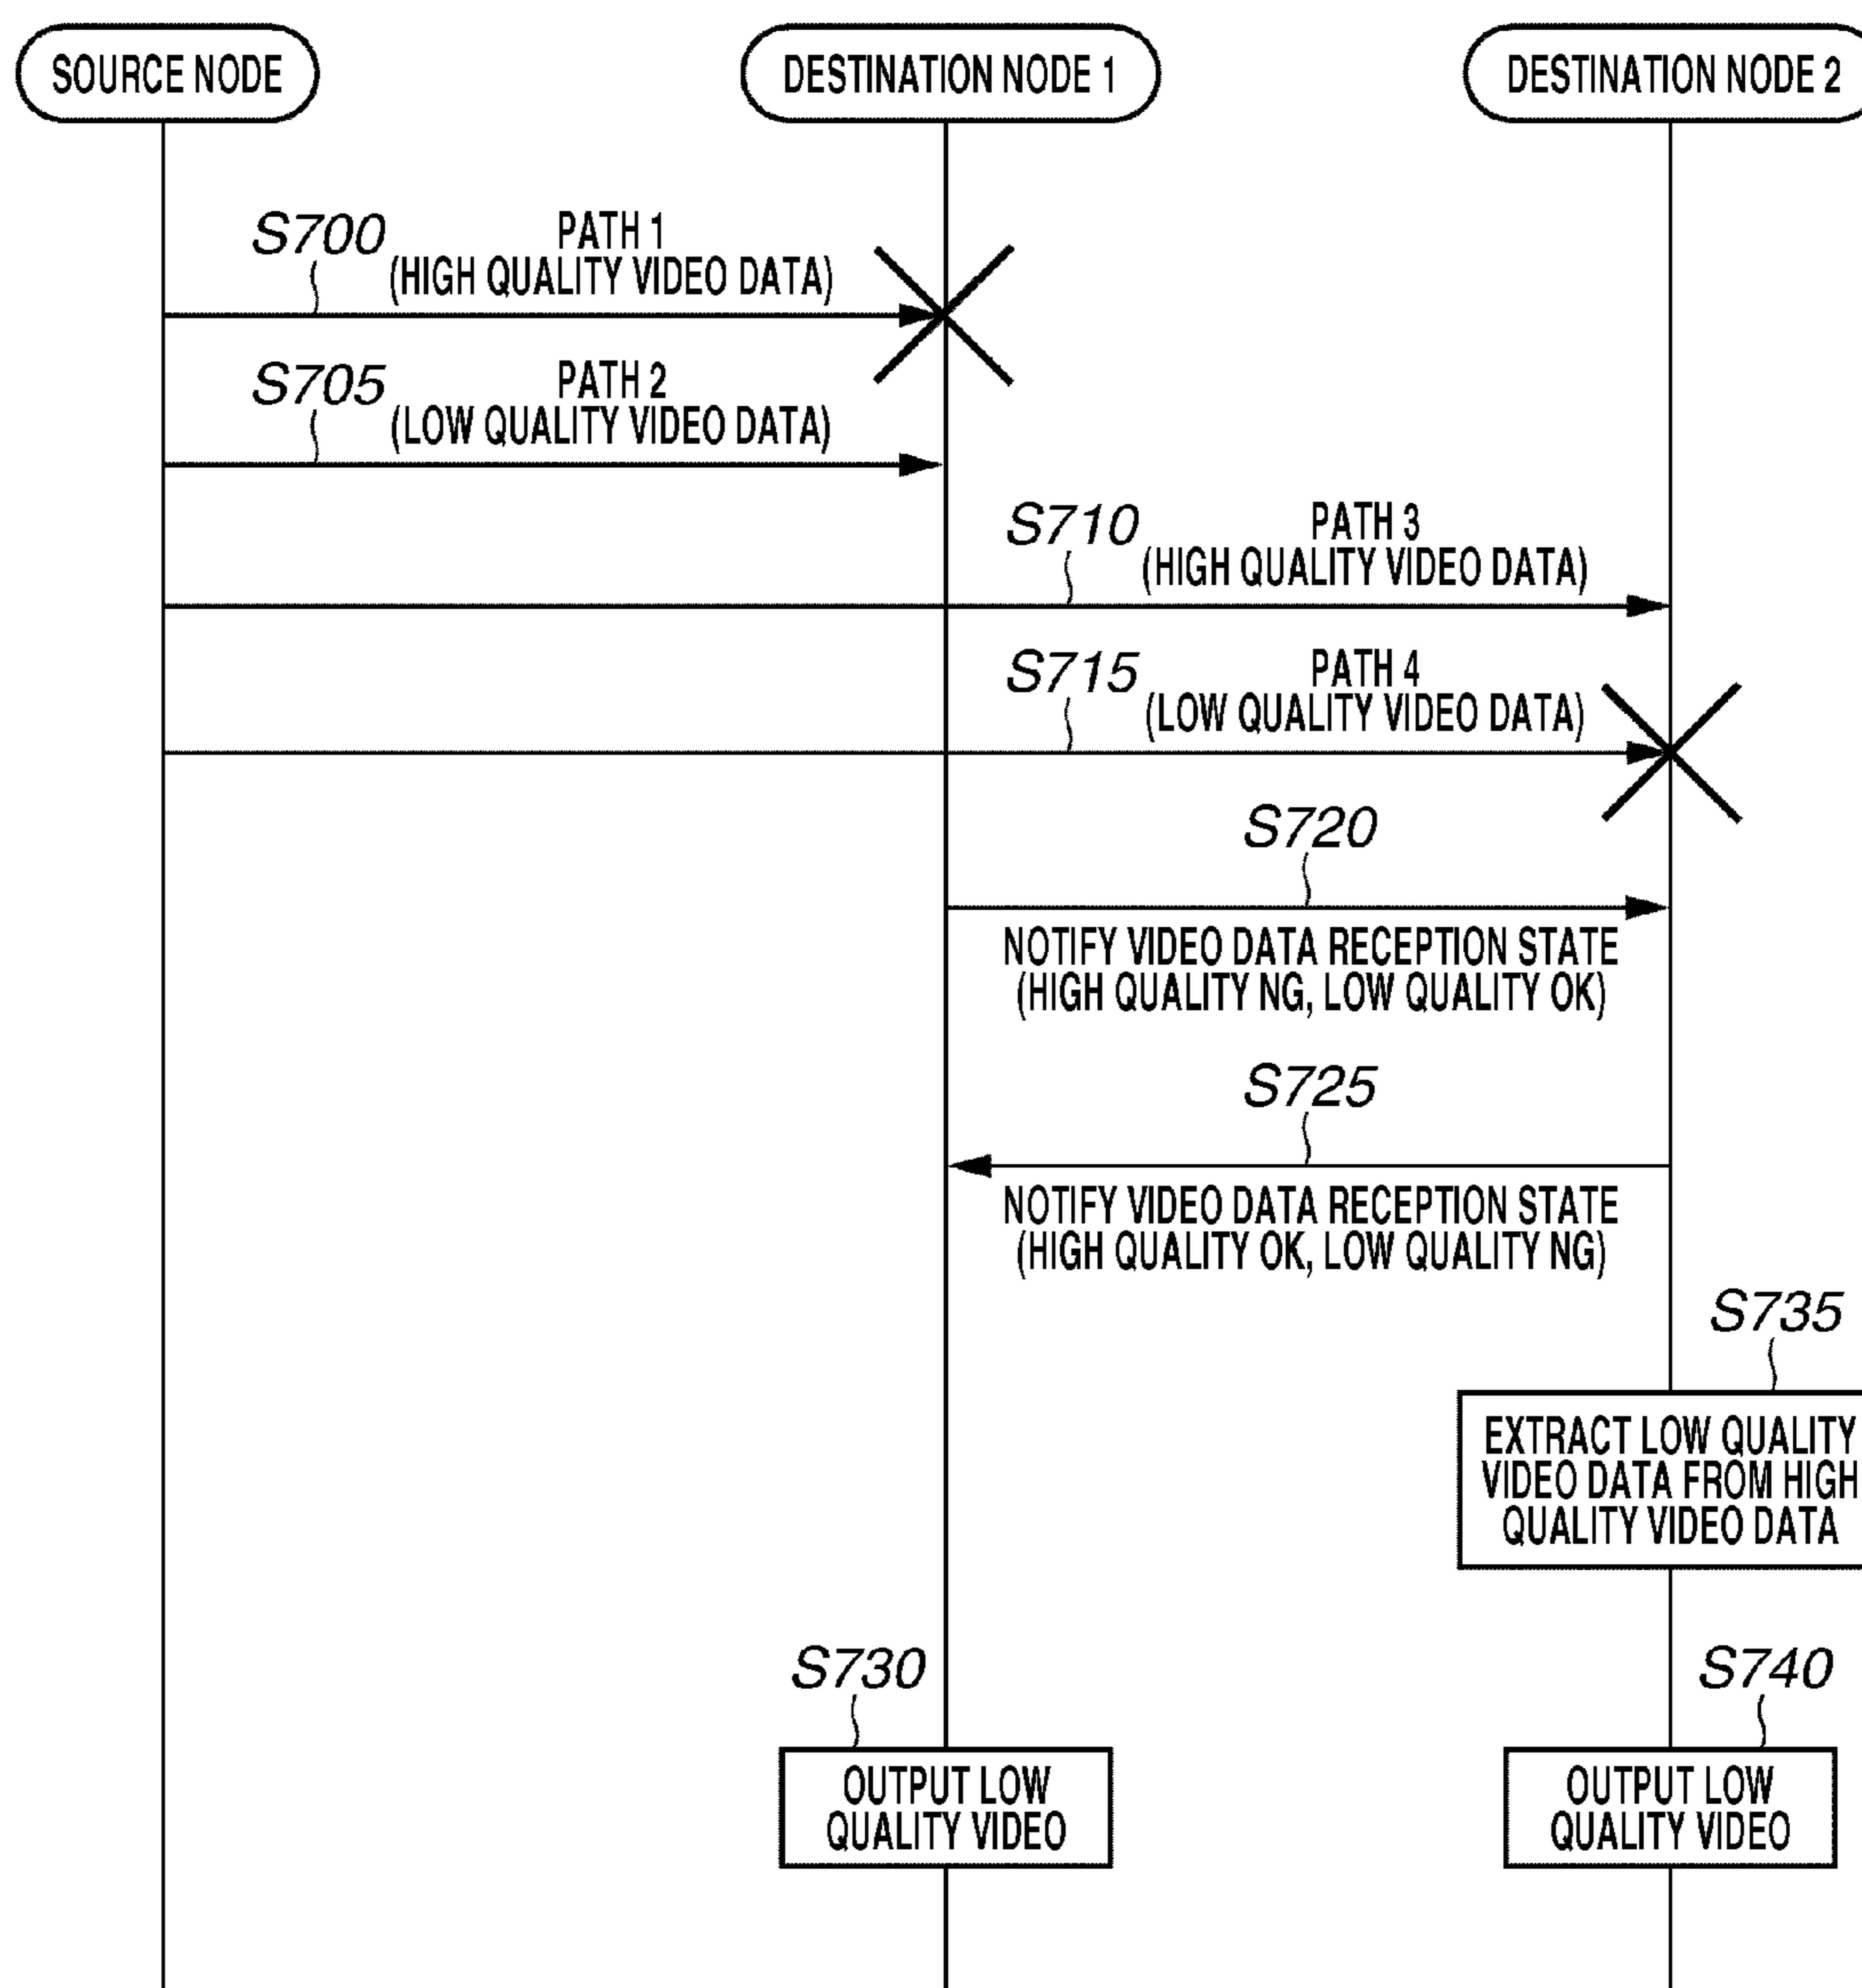 SOURCE NODE
DESTINATION NODE 1
DESTINATION NODE 2
S700
PATH 1
(HIGH QUALITY VIDEO DATA)
S705
PATH 2
(LOW QUALITY VIDEO DATA)
S710
PATH 3
(HIGH QUALITY VIDEO DATA)
S715
PATH 4
(LOW QUALITY VIDEO DATA)
S720
NOTIFY VIDEO DATA RECEPTION STATE
(HIGH QUALITY NG, LOW QUALITY OK)
S725
NOTIFY VIDEO DATA RECEPTION STATE
(HIGH QUALITY OK, LOW QUALITY NG)
S735
EXTRACT LOW QUALITY
VIDEO DATA FROM HIGH
QUALITY VIDEO DATA
S730
OUTPUT LOW
QUALITY VIDEO
S740
OUTPUT LOW
QUALITY VIDEO